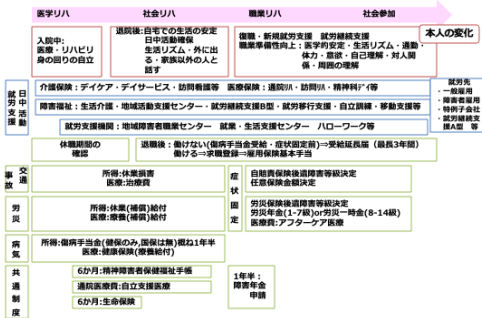 医学リハ　社会リハ　職業リハ　社会参加
本人の変化
入院中:
医療・リハビリ
身の回りの自立
退院後:自宅での生活の安定
日中活動確保
生活リズム・外に出
る・家族以外の人と
話す
復職・新規就労支援　就労継続支援
職業準備性向上：医学的安定・生活リズム・通勤・
体力・意欲・自己理解・対人関
係・周囲の理解
日中活動
就労支援
介護保険：デイケア・デイサービス・訪問看護等　医療保険：通院ﾘﾊ・訪問ﾘﾊ・精神科ﾃﾞｲ等
障害福祉：生活介護・地域活動支援センター・就労継続支援B型・就労移行支援・自立訓練・移動支援等
就労支援機関：地域障害者職業センター　就業・生活支援センター　ハローワーク等
就労先
・一般雇用
・障害者雇用
・特例子会社
・就労継続支
援A型　等
休職期間の
確認
退職後：働けない(傷病手当金受給・症状固定前)⇒受給延長届（最長3年間）
働ける⇒求職登録⇒雇用保険基本手当
交通
事故
所得:休業損害
医療:治療費
症状固定
自賠責保険後遺障害等級決定
任意保険金額決定
労災
所得:休業(補償)給付
医療:療養(補償)給付
労災保険後遺障害等級決定
労災年金(1-7級)or労災一時金(8-14級)
医療費:アフターケア医療
病気
所得:傷病手当金(健保のみ,国保は無)概ね1年半
医療:健康保険(療養給付)
共通制度
6か月:精神障害者保健福祉手帳
通院医療費:自立支援医療
6か月:生命保険
1年半：
障害年金
申請